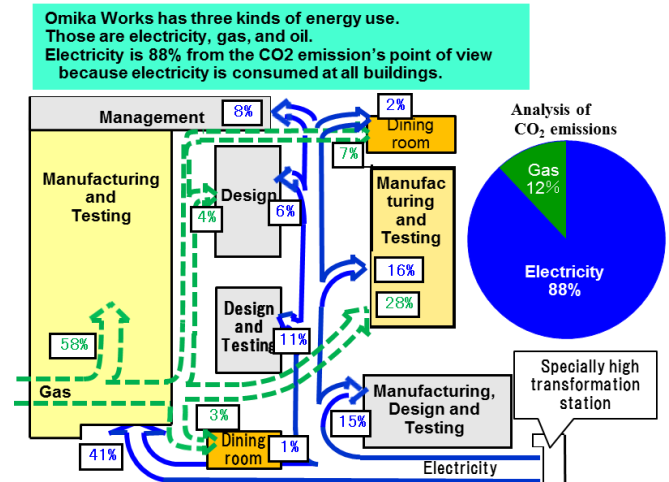 Omika Works has three kinds of energy use.
Those are electricity, gas, and oil.
Electricity is 88% from the CO2 emission's point of view
because electricity is consumed at all buildings.
Management
8%
2%
Dining
room
7%
Analysis of
CO2 emissions
Gas
12%
Electricity
88%
Manufacturing
and
Testing
Design
4%
6%
Manufac
turing
and
Testing
16%
28%
Design
and
Testing
11%
58%
Gas
3%
Dining
room
1%
41%
15%
Manufacturing,
Design and
Testing
Electricity
Specially high
transformation
station